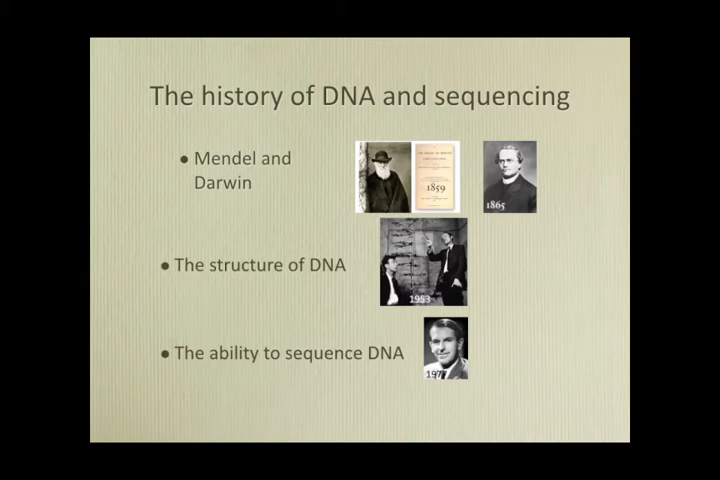 The history of DNA and sequencing
• Mendel and
Darwin
1859
1865
• The structure of DNA
1953
• The ability to sequence DNA
1977